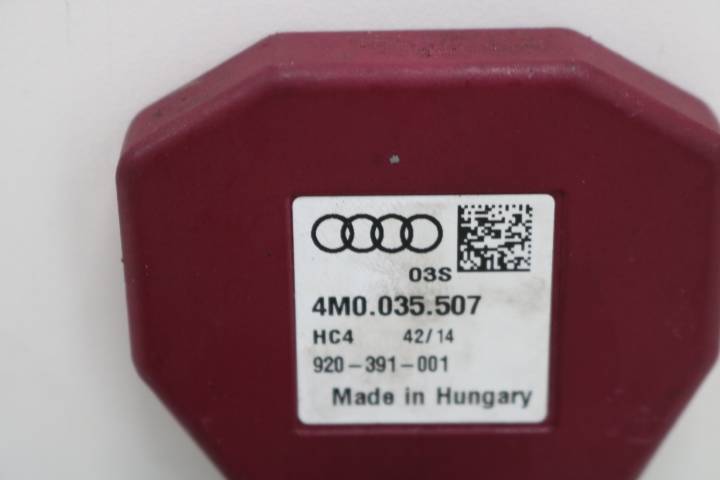 03S
4M0.035.507
HC4 42/14
920-391-001
Made in Hungary